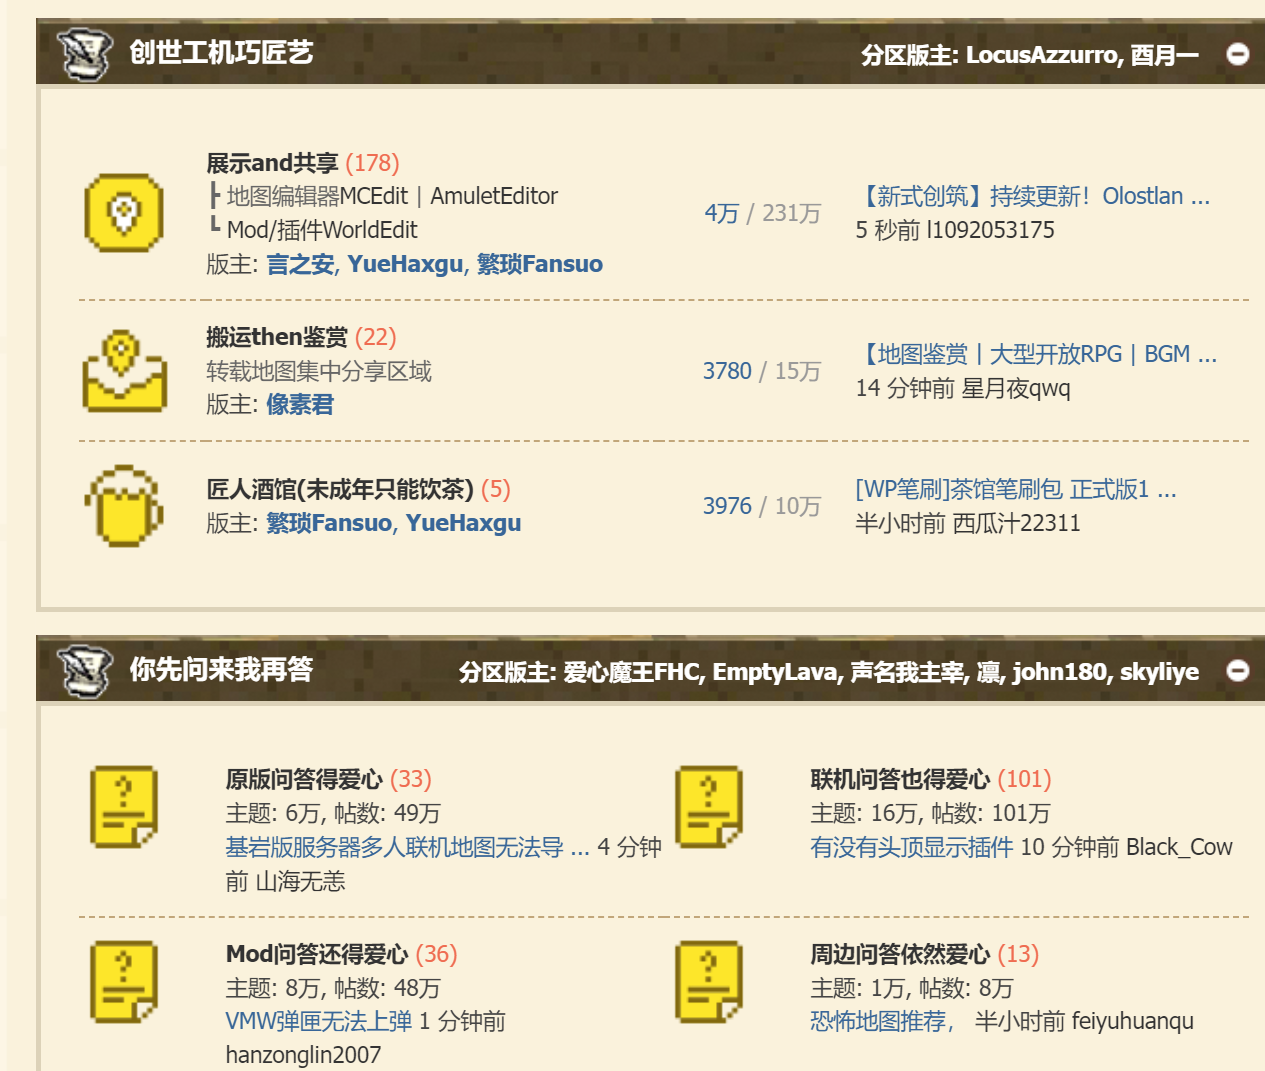 创世工机巧匠艺 分区版主: LocusAzzurro, 酉月一
展示and共享 (178)
┣ 地图编辑器MCEdit | AmuletEditor
┗ Mod/插件WorldEdit
版主: 言之安, YueHaxgu, 繁琐Fansuo
4万 / 231万
【新式创筑】持续更新! Olostlan ...
5 秒前 l1092053175
搬运then鉴赏 (22)
转载地图集中分享区域
版主: 像素君
3780 / 15万
【地图鉴赏丨大型开放RPG | BGM ...
14 分钟前 星月夜qwq
匠人酒馆(未成年只能饮茶) (5)
版主: 繁琐Fansuo, YueHaxgu
3976 / 10万
[WP笔刷]茶馆笔刷包 正式版1 ...
半小时前 西瓜汁22311
你先问来我再答 分区版主: 爱心魔王FHC, EmptyLava, 声名我主宰, 凛, john180, skyliye
原版问答得爱心 (33)
主题: 6万, 帖数: 49万
基岩版服务器多人联机地图无法导 ... 4 分钟
前 山海无恙
联机问答也得爱心 (101)
主题: 16万, 帖数: 101万
有没有头顶显示插件 10 分钟前 Black_Cow
Mod问答还得爱心 (36)
主题: 8万, 帖数: 48万
VMW弹匣无法上弹 1 分钟前
hanzonglin2007
周边问答依然爱心 (13)
主题: 1万, 帖数: 8万
恐怖地图推荐， 半小时前 feiyuhuanqu